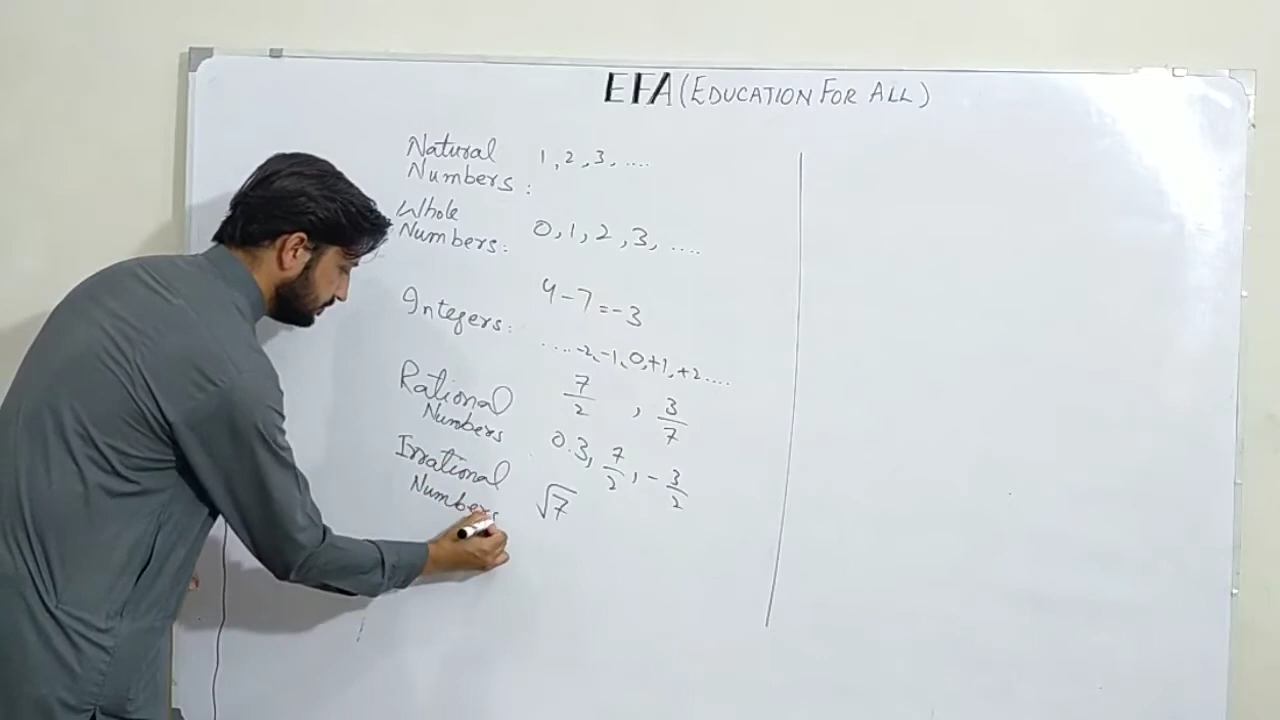 EFA (EDUCATION FOR ALL)
Natural Numbers: 1, 2, 3, ....
Whole Numbers: 0, 1, 2, 3, ....
Integers: 4 - 7 = - 3
.... -2, -1, 0, +1, +2 ....
Rational Numbers 7/2 , 3/7
0.3, 7/2, - 3/2
Irrational Numbers √7